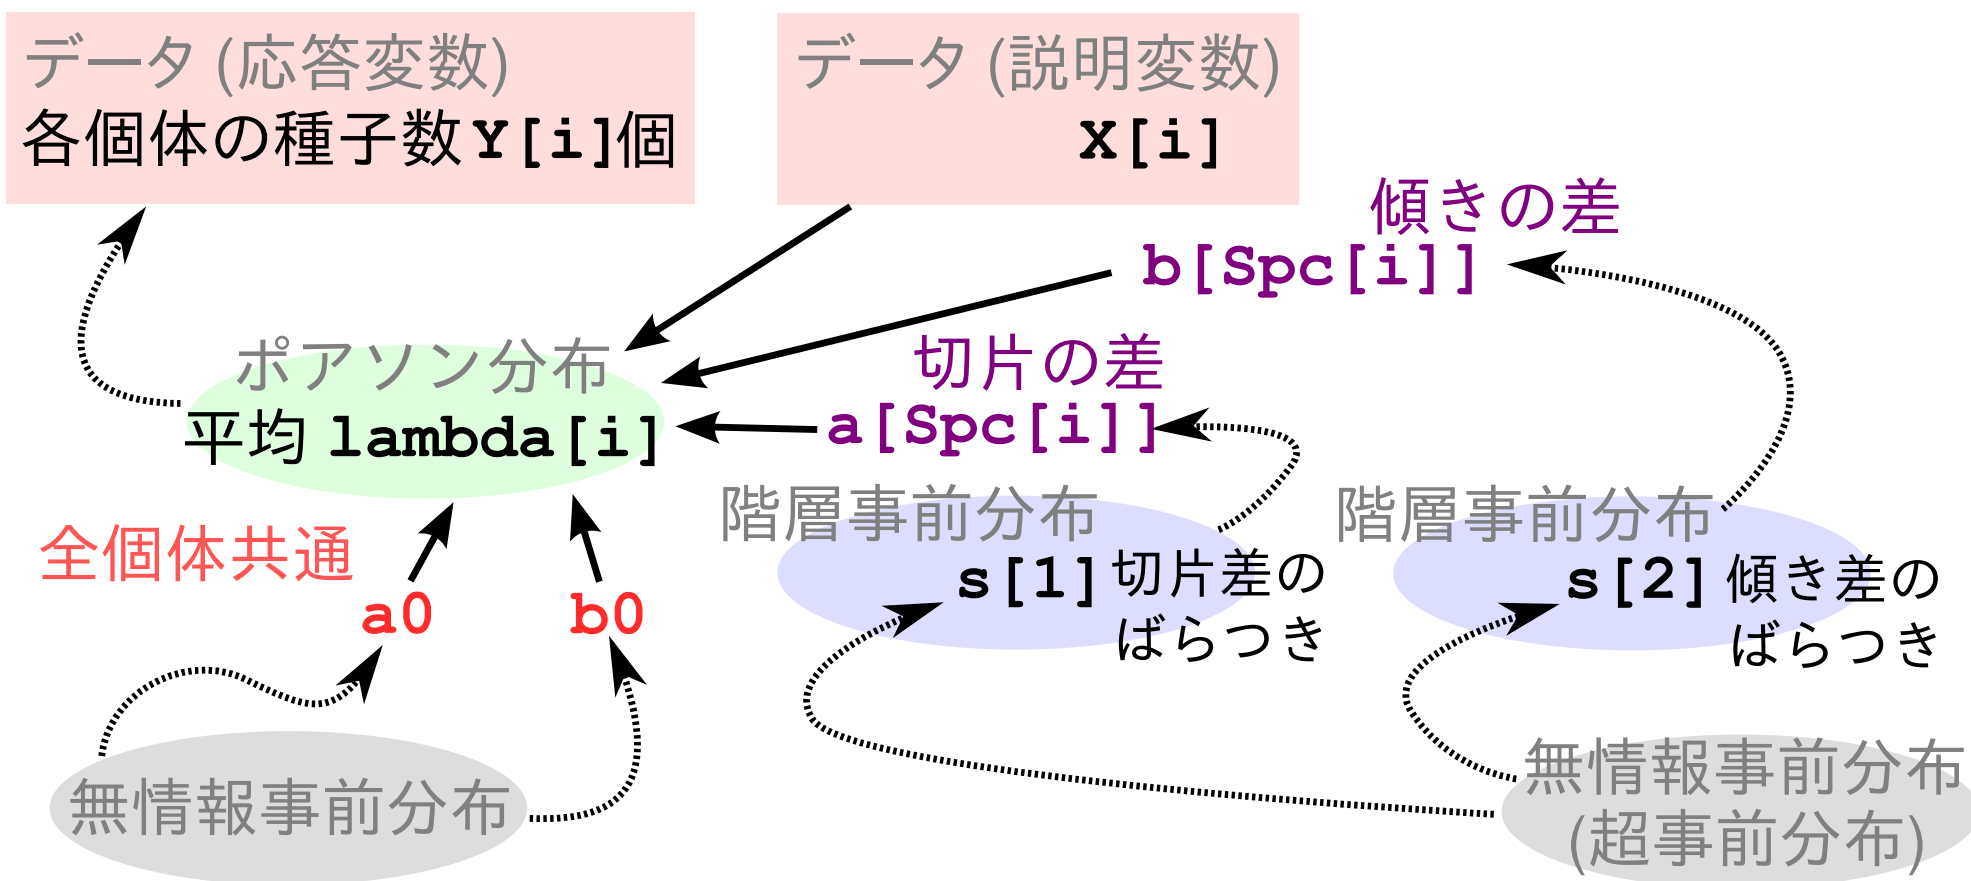 データ (応答変数)
各個体の種子数 Y[i]個
データ (説明変数)
X[i]
傾きの差
b[Spc[i]]
切片の差
a[Spc[i]]
ポアソン分布
平均 lambda[i]
全個体共通
a0
b0
階層事前分布
s[1] 切片差の
ばらつき
階層事前分布
s[2] 傾き差の
ばらつき
無情報事前分布
無情報事前分布
(超事前分布)